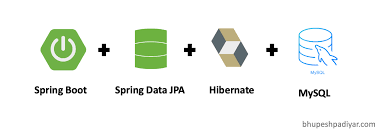 Spring Boot
Spring Data JPA
Hibernate
MySQL
MySQL
bhupeshpadiyar.com